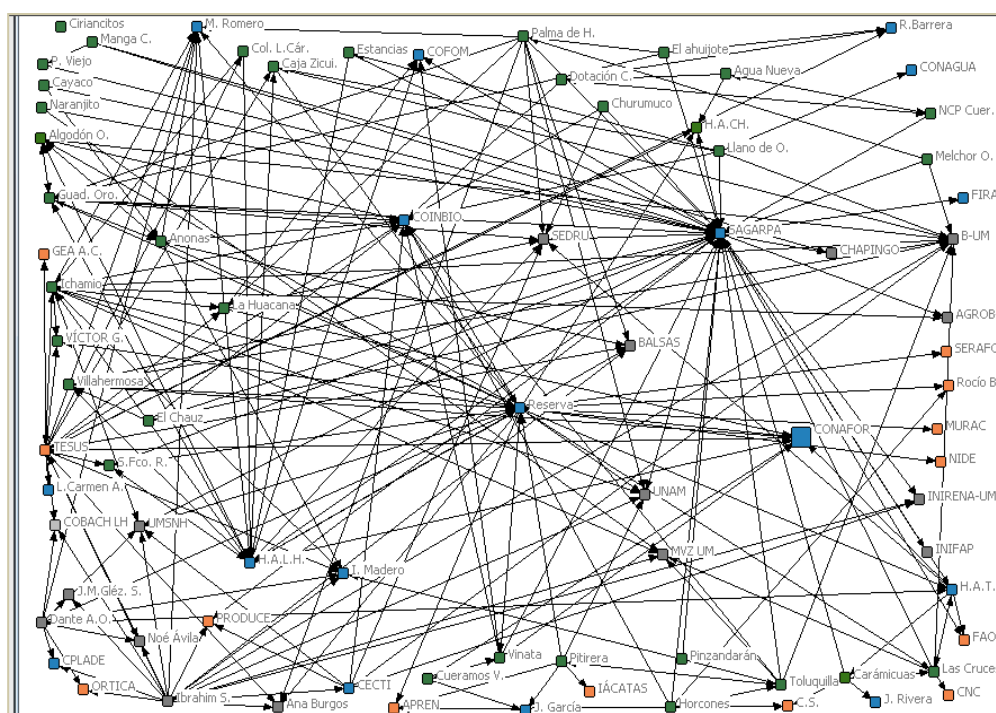 Ciriancitos
M. Romero
R.Barrera
Manga C.
Col. L.Cár.
Estancias
COFOM
Palma de H.
El ahuijote
P. Viejo
Caja Zicui.
CONAGUA
Cayaco
Dotación C.
Agua Nueva
Naranjito
Churumuco
NCP Cuer.
Algodón O.
H.A.CH.
Llano de O.
Melchor O.
Guad. Oro.
FIRA
COINBIO
SAGARPA
Anonas
SEDRU
B-UM
GEA A.C.
CHAPINGO
Ichamio
La Huacana
AGROB
VÍCTOR G.
BALSAS
SERAFO
Villahermosa
Rocío B
Reserva
El Chauz
CONAFOR
MURAC
TESUS
S.Fco. R.
NIDE
L.Carmen A.
UNAM
INIRENA-UM
COBACH LH
UMSNH
INIFAP
H.A.L.H.
I. Madero
MVZ UM
H.A.T.
J.M.Gléz. S.
Dante A.O.
PRODUCE
Noé Ávila
FAO
CPLADE
Vinata
Pitirera
Pinzandarán
Las Cruces
ORTICA
Ibrahim S.
CECTI
Cueramos V.
IÁCATAS
Toluquilla
Carámicuas
CNC
Ana Burgos
APREN
J. García
Horcones
C.S.
J. Rivera